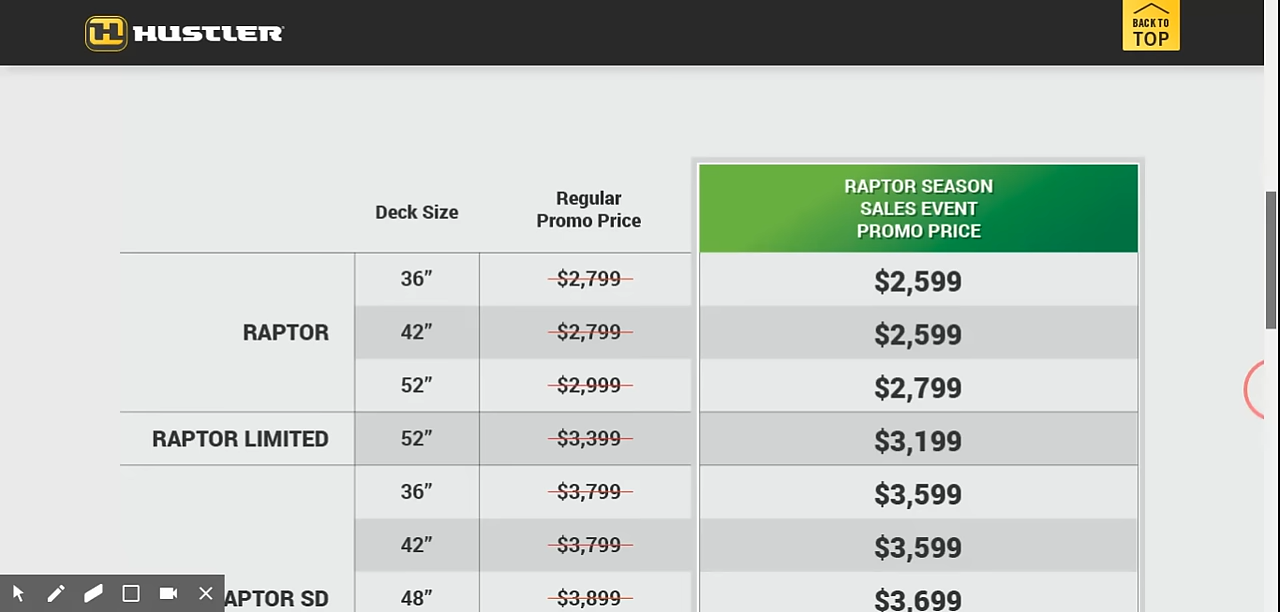 HUSTLER
BACK TO
TOP
Deck Size
Regular
Promo Price
RAPTOR SEASON
SALES EVENT
PROMO PRICE
36” $2,799 $2,599
RAPTOR 42” $2,799 $2,599
52” $2,999 $2,799
RAPTOR LIMITED 52” $3,399 $3,199
36” $3,799 $3,599
42” $3,799 $3,599
APTOR SD 48” $3,899 $3,699